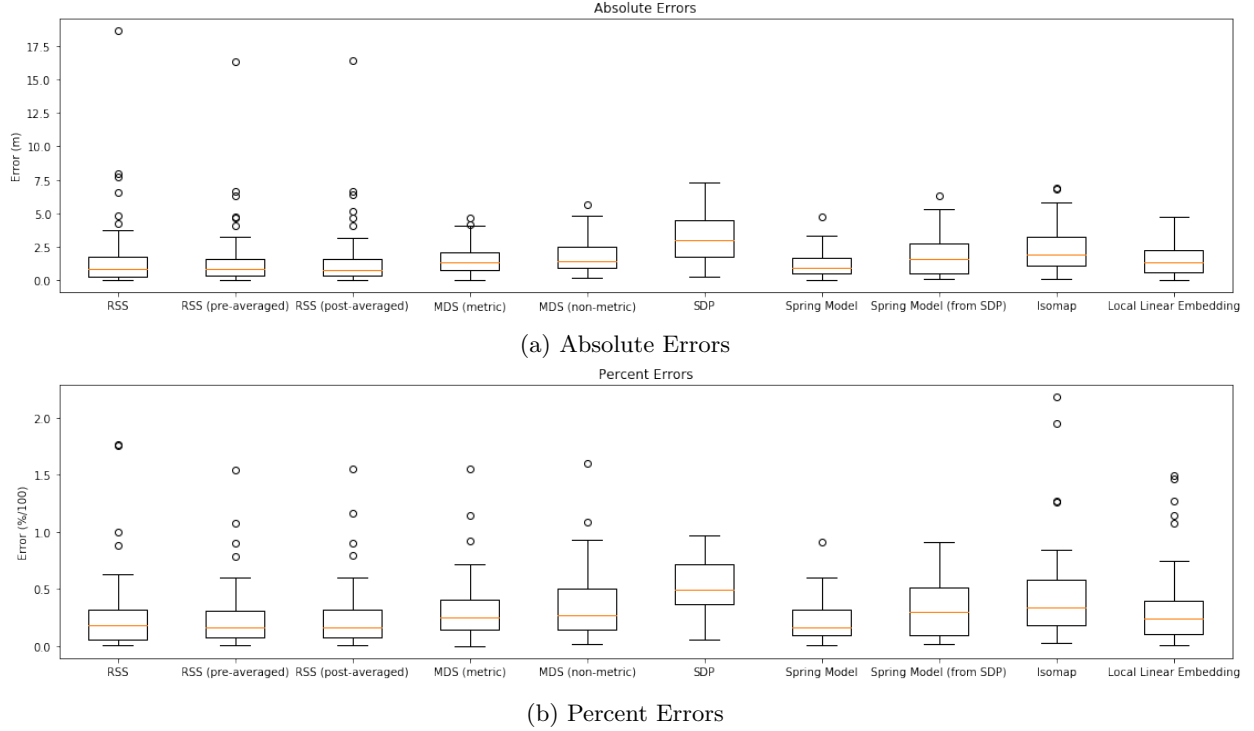 Absolute Errors
17.5
15.0
12.5
10.0
7.5
5.0
2.5
0.0
Error (m)
RSS RSS (pre-averaged) RSS (post-averaged) MDS (metric) MDS (non-metric) SDP Spring Model Spring Model (from SDP) Isomap Local Linear Embedding
(a) Absolute Errors
Percent Errors
2.0
1.5
1.0
0.5
0.0
Error (%/100)
RSS RSS (pre-averaged) RSS (post-averaged) MDS (metric) MDS (non-metric) SDP Spring Model Spring Model (from SDP) Isomap Local Linear Embedding
(b) Percent Errors